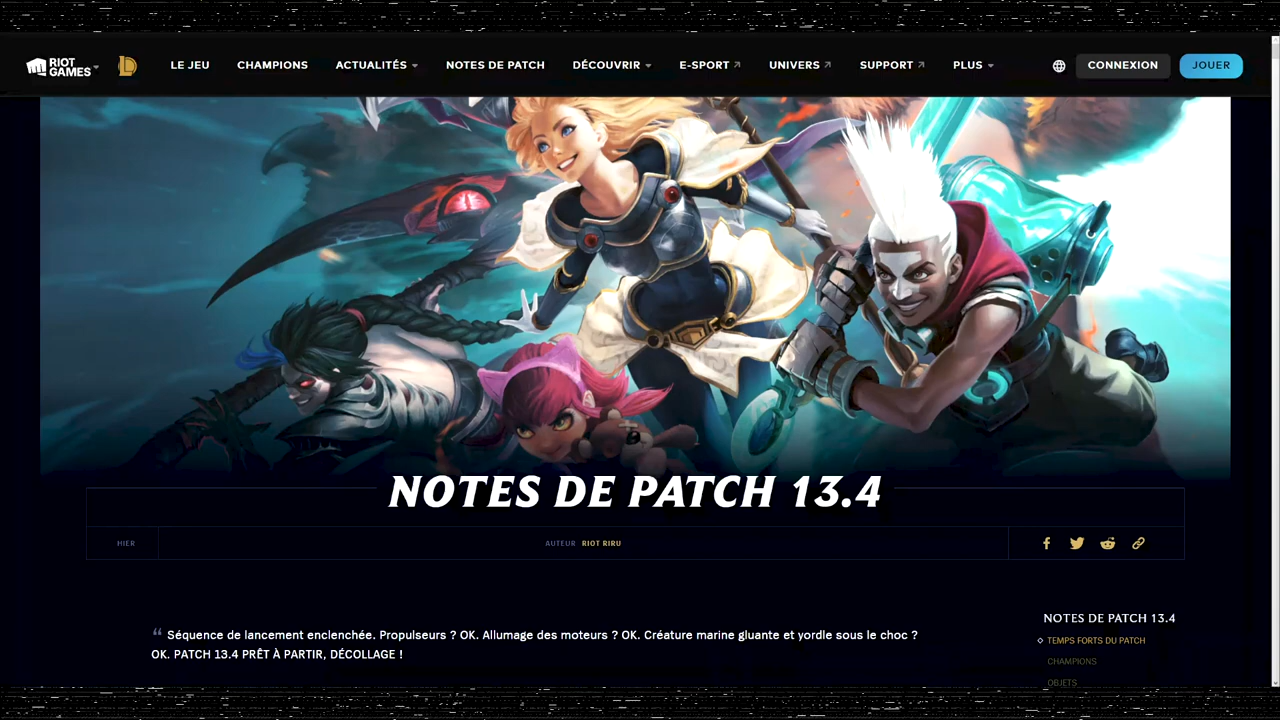 RIOT GAMES LE JEU CHAMPIONS ACTUALITÉS NOTES DE PATCH DÉCOUVRIR E-SPORT UNIVERS SUPPORT PLUS CONNEXION JOUER
NOTES DE PATCH 13.4
HIER AUTEUR RIOT RIRU
“ Séquence de lancement enclenchée. Propulseurs ? OK. Allumage des moteurs ? OK. Créature marine gluante et yordle sous le choc ?
OK. PATCH 13.4 PRÊT À PARTIR, DÉCOLLAGE !
NOTES DE PATCH 13.4
TEMPS FORTS DU PATCH
CHAMPIONS
OBJETS